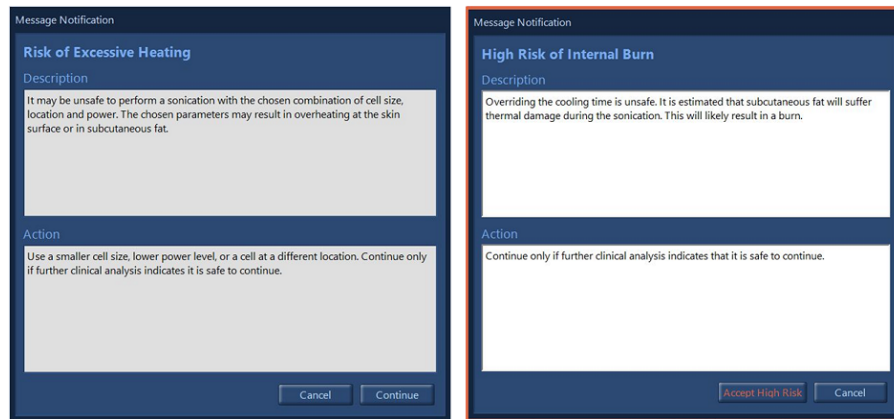 Message Notification
Risk of Excessive Heating
Description
It may be unsafe to perform a sonication with the chosen combination of cell size,
location and power. The chosen parameters may result in overheating at the skin
surface or in subcutaneous fat.
Action
Use a smaller cell size, lower power level, or a cell at a different location. Continue only
if further clinical analysis indicates it is safe to continue.
Cancel
Continue
Message Notification
High Risk of Internal Burn
Description
Overriding the cooling time is unsafe. It is estimated that subcutaneous fat will suffer
thermal damage during the sonication. This will likely result in a burn.
Action
Continue only if further clinical analysis indicates that it is safe to continue.
Accept High Risk
Cancel